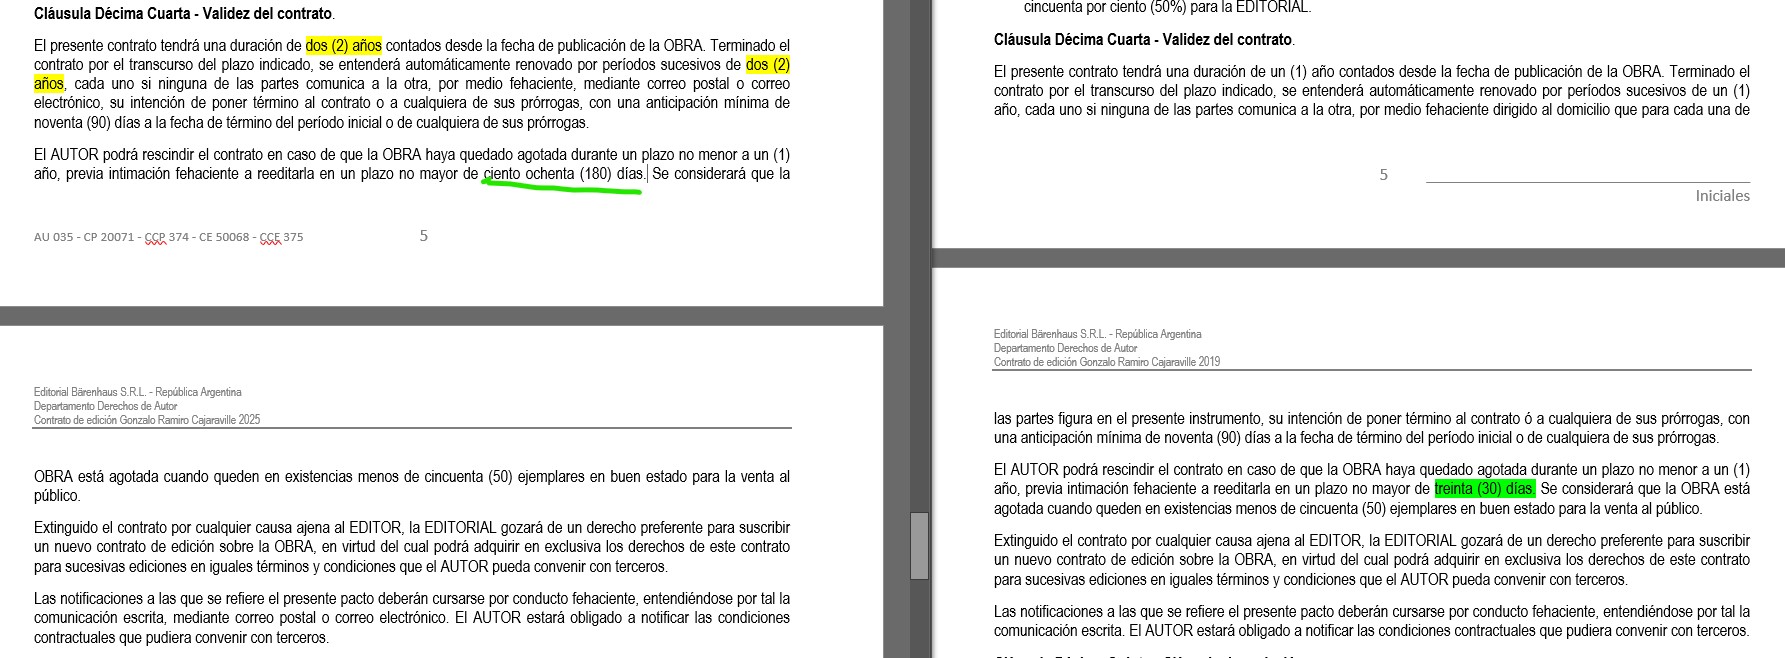 Cláusula Décima Cuarta - Validez del contrato.
El presente contrato tendrá una duración de dos (2) años contados desde la fecha de publicación de la OBRA. Terminado el
contrato por el transcurso del plazo indicado, se entenderá automáticamente renovado por períodos sucesivos de dos (2)
años, cada uno si ninguna de las partes comunica a la otra, por medio fehaciente, mediante correo postal o correo
electrónico, su intención de poner término al contrato o a cualquiera de sus prórrogas, con una anticipación mínima de
noventa (90) días a la fecha de término del período inicial o de cualquiera de sus prórrogas.
El AUTOR podrá rescindir el contrato en caso de que la OBRA haya quedado agotada durante un plazo no menor a un (1)
año, previa intimación fehaciente a reeditarla en un plazo no mayor de ciento ochenta (180) días. Se considerará que la
AU 035 - CP 20071 - CCP 374 - CE 50068 - CCE 375
5
Editorial Bärenhaus S.R.L. - República Argentina
Departamento Derechos de Autor
Contrato de edición Gonzalo Ramiro Cajaraville 2025
OBRA está agotada cuando queden en existencias menos de cincuenta (50) ejemplares en buen estado para la venta al
público.
Extinguido el contrato por cualquier causa ajena al EDITOR, la EDITORIAL gozará de un derecho preferente para suscribir
un nuevo contrato de edición sobre la OBRA, en virtud del cual podrá adquirir en exclusiva los derechos de este contrato
para sucesivas ediciones en iguales términos y condiciones que el AUTOR pueda convenir con terceros.
Las notificaciones a las que se refiere el presente pacto deberán cursarse por conducto fehaciente, entendiéndose por tal la
comunicación escrita, mediante correo postal o correo electrónico. El AUTOR estará obligado a notificar las condiciones
contractuales que pudiera convenir con terceros.
cincuenta por ciento (50%) para la EDITORIAL.
Cláusula Décima Cuarta - Validez del contrato.
El presente contrato tendrá una duración de un (1) año contados desde la fecha de publicación de la OBRA. Terminado el
contrato por el transcurso del plazo indicado, se entenderá automáticamente renovado por períodos sucesivos de un (1)
año, cada uno si ninguna de las partes comunica a la otra, por medio fehaciente dirigido al domicilio que para cada una de
5
Iniciales
Editorial Bärenhaus S.R.L. - República Argentina
Departamento Derechos de Autor
Contrato de edición Gonzalo Ramiro Cajaraville 2019
las partes figura en el presente instrumento, su intención de poner término al contrato ó a cualquiera de sus prórrogas, con
una anticipación mínima de noventa (90) días a la fecha de término del período inicial o de cualquiera de sus prórrogas.
El AUTOR podrá rescindir el contrato en caso de que la OBRA haya quedado agotada durante un plazo no menor a un (1)
año, previa intimación fehaciente a reeditarla en un plazo no mayor de treinta (30) días. Se considerará que la OBRA está
agotada cuando queden en existencias menos de cincuenta (50) ejemplares en buen estado para la venta al público.
Extinguido el contrato por cualquier causa ajena al EDITOR, la EDITORIAL gozará de un derecho preferente para suscribir
un nuevo contrato de edición sobre la OBRA, en virtud del cual podrá adquirir en exclusiva los derechos de este contrato
para sucesivas ediciones en iguales términos y condiciones que el AUTOR pueda convenir con terceros.
Las notificaciones a las que se refiere el presente pacto deberán cursarse por conducto fehaciente, entendiéndose por tal la
comunicación escrita. El AUTOR estará obligado a notificar las condiciones contractuales que pudiera convenir con terceros.